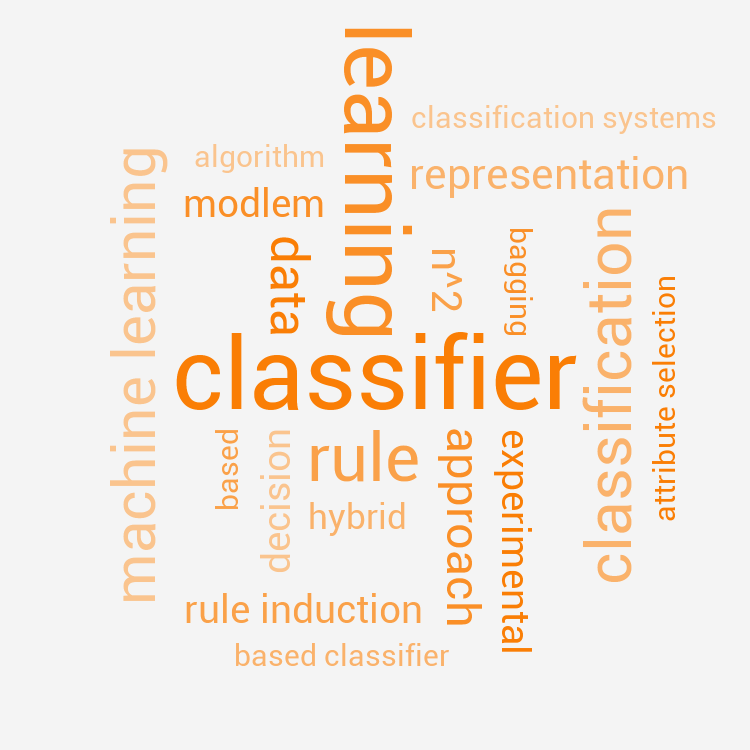 learning
classification systems
algorithm
representation
machine learning
modlem
classification
data
n^2
bagging
attribute selection
classifier
based
decision
rule
approach
experimental
hybrid
rule induction
based classifier